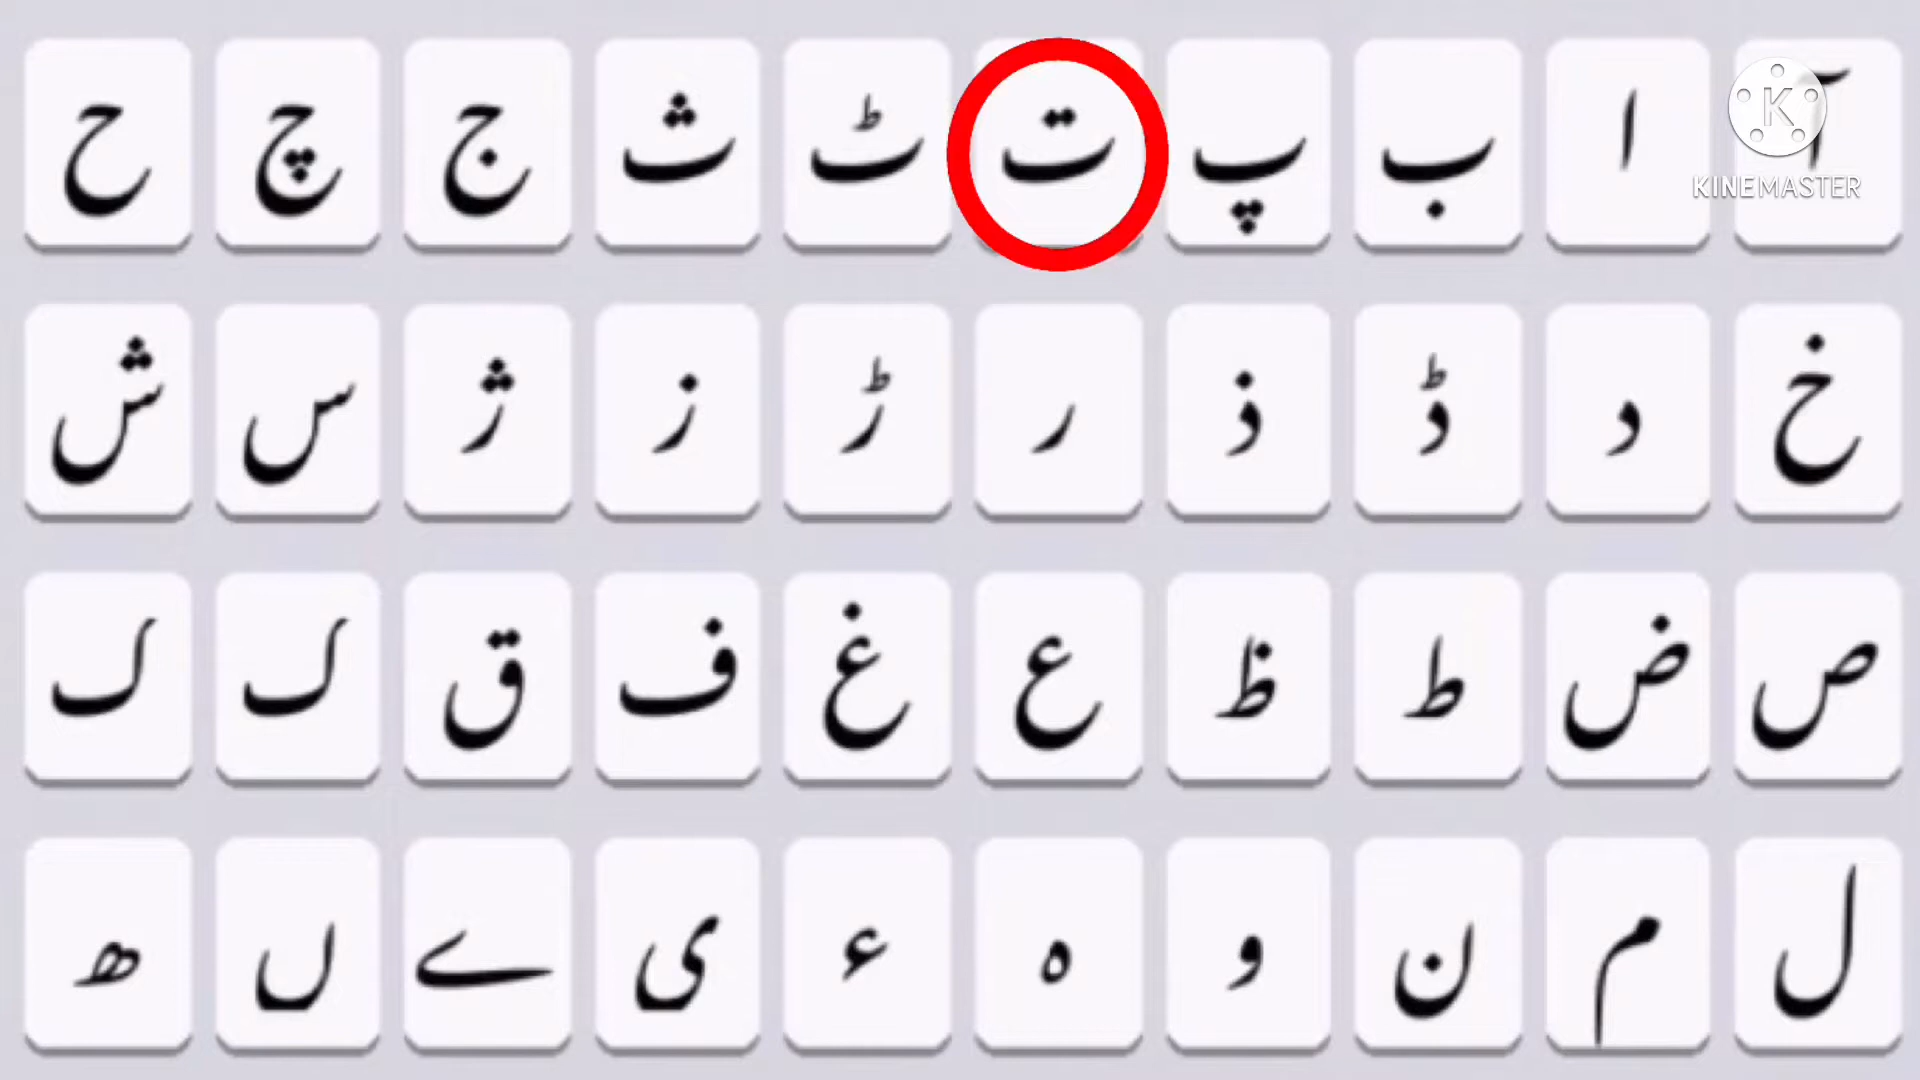 آ ا ب پ ت ٹ ث ج چ ح
خ د ڈ ذ ر ڑ ز ژ س ش
ص ض ط ظ ع غ ف ق ک ک
ل م ن و ہ ء ی ے ں ھ
KINEMASTER